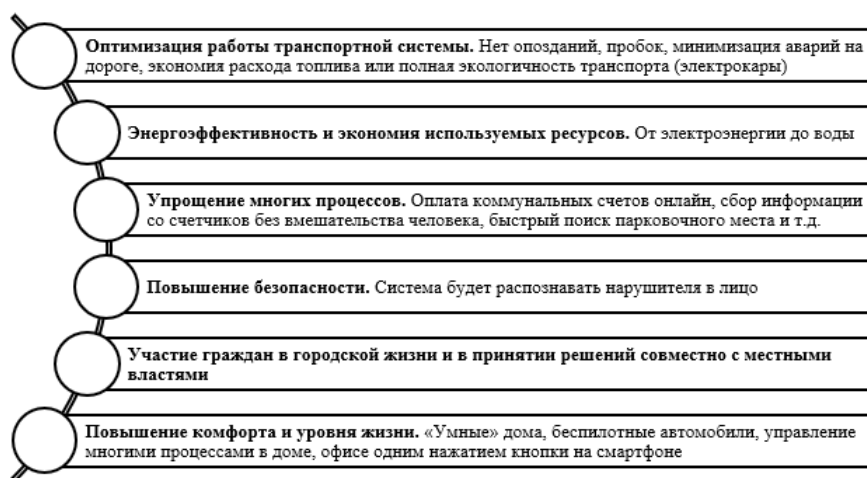 Оптимизация работы транспортной системы. Нет опозданий, пробок, минимизация аварий на
дороге, экономия расхода топлива или полная экологичность транспорта (электрокары)
Энергоэффективность и экономия используемых ресурсов. От электроэнергии до воды
Упрощение многих процессов. Оплата коммунальных счетов онлайн, сбор информации
со счетчиков без вмешательства человека, быстрый поиск парковочного места и т.д.
Повышение безопасности. Система будет распознавать нарушителя в лицо
Участие граждан в городской жизни и в принятии решений совместно с местными
властями
Повышение комфорта и уровня жизни. «Умные» дома, беспилотные автомобили, управление
многими процессами в доме, офисе одним нажатием кнопки на смартфоне